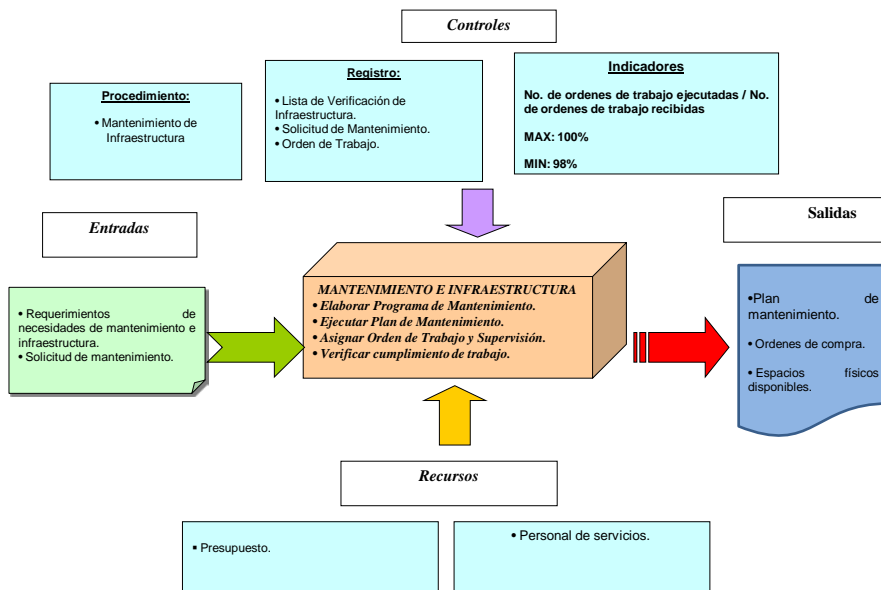 Controles
Procedimiento:
• Mantenimiento de
Infraestructura
Registro:
• Lista de Verificación de
Infraestructura.
• Solicitud de Mantenimiento.
• Orden de Trabajo.
Indicadores
No. de ordenes de trabajo ejecutadas / No.
de ordenes de trabajo recibidas
MAX: 100%
MIN: 98%
Entradas
• Requerimientos de
necesidades de mantenimiento e
infraestructura.
• Solicitud de mantenimiento.
MANTENIMIENTO E INFRAESTRUCTURA
• Elaborar Programa de Mantenimiento.
• Ejecutar Plan de Mantenimiento.
• Asignar Orden de Trabajo y Supervisión.
• Verificar cumplimiento de trabajo.
Salidas
•Plan de
mantenimiento.
• Ordenes de compra.
• Espacios físicos
disponibles.
Recursos
▪ Presupuesto.
• Personal de servicios.